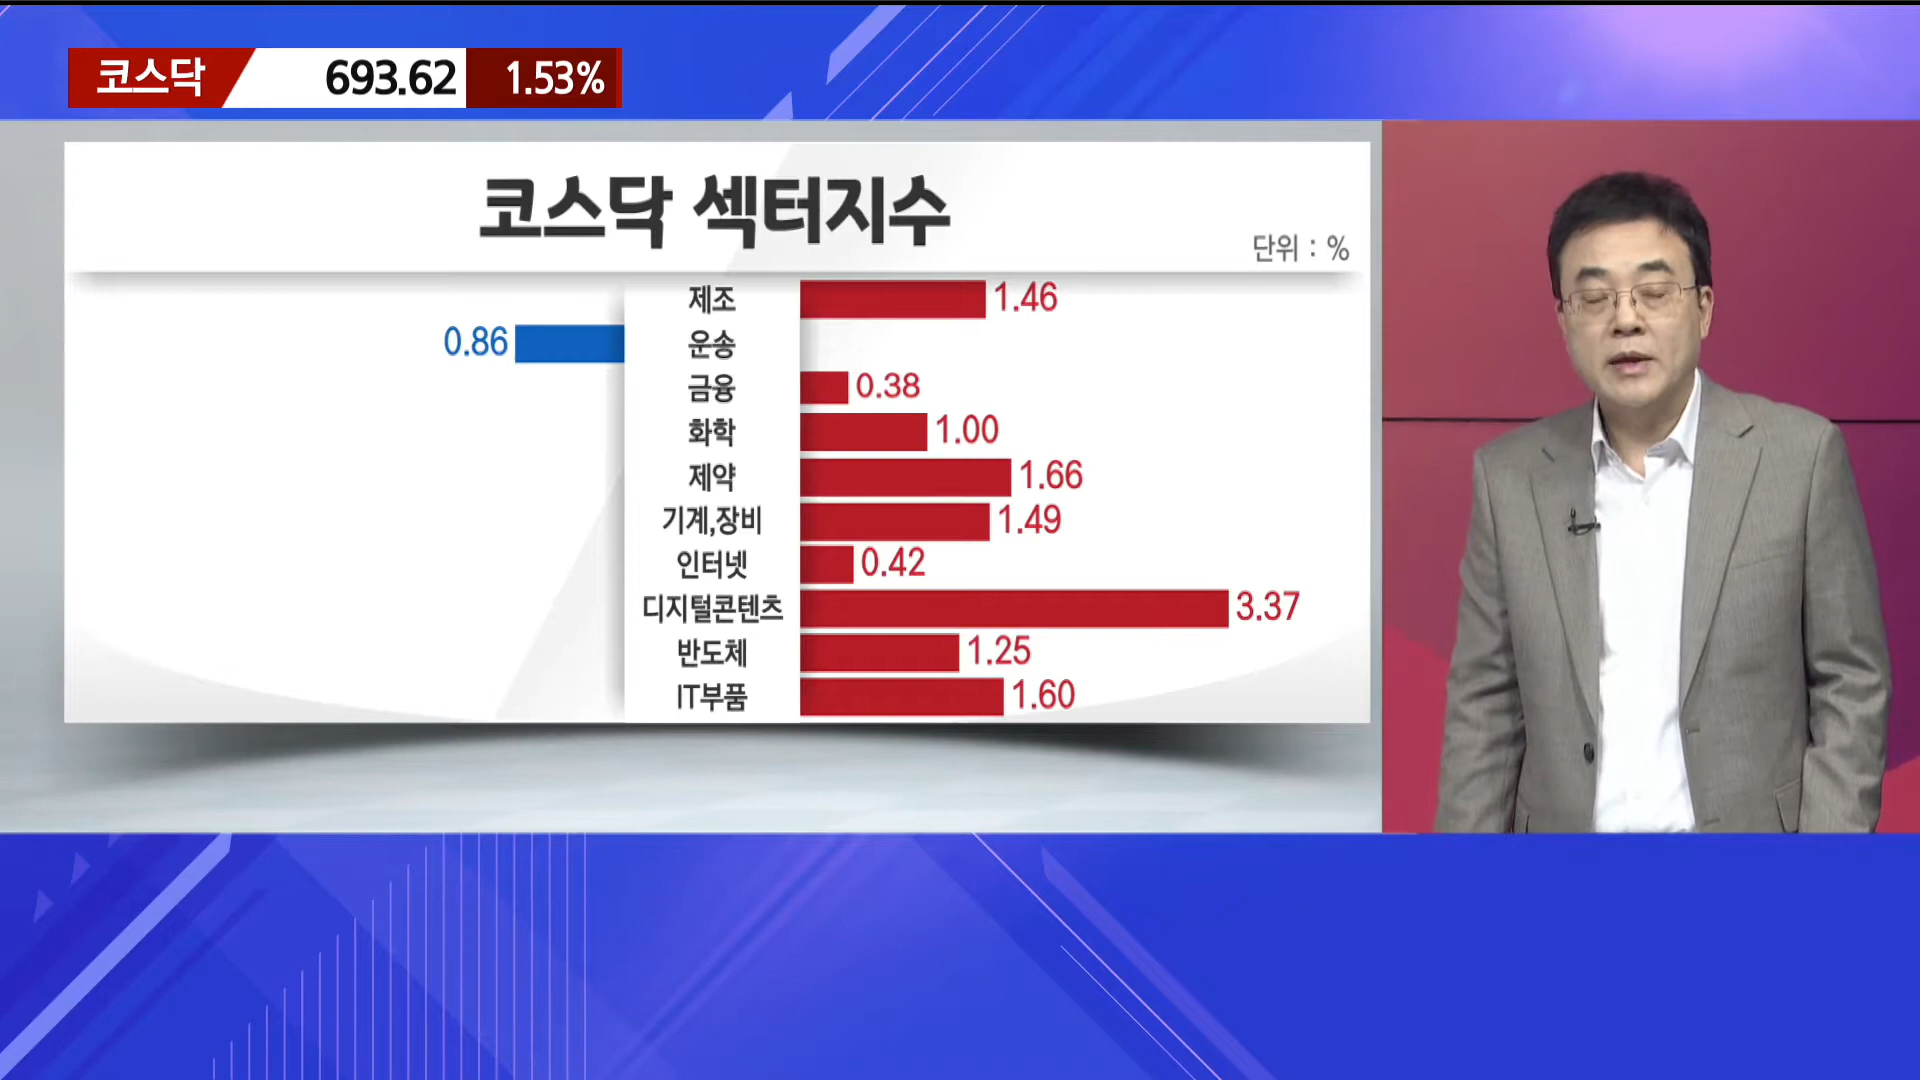 코스닥 693.62 1.53%
코스닥 섹터지수
단위 : %
제조 1.46
0.86 운송
금융 0.38
화학 1.00
제약 1.66
기계,장비 1.49
인터넷 0.42
디지털콘텐츠 3.37
반도체 1.25
IT부품 1.60